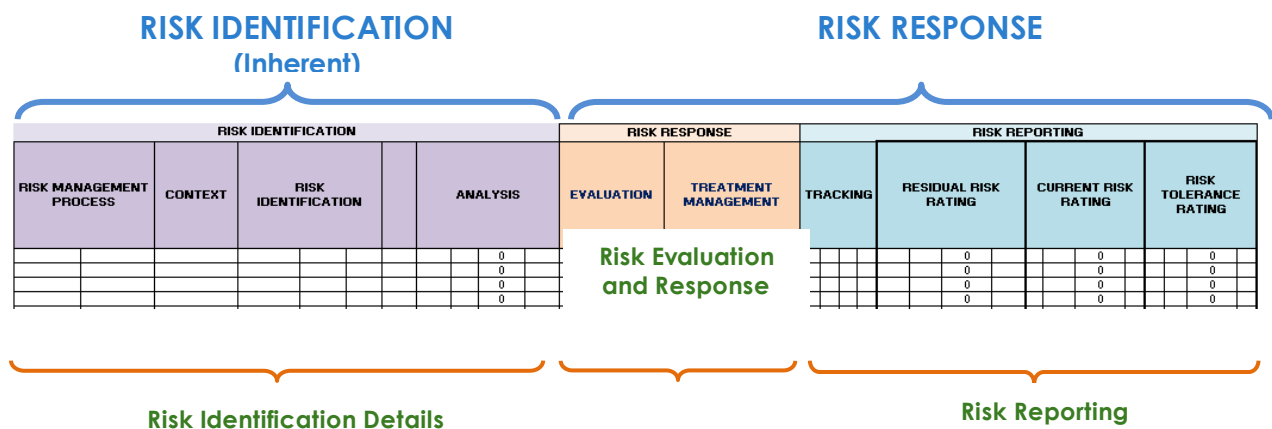 RISK IDENTIFICATION
(Inherent)
RISK RESPONSE
RISK IDENTIFICATION
RISK RESPONSE
RISK REPORTING
RISK MANAGEMENT
PROCESS
CONTEXT
RISK
IDENTIFICATION
ANALYSIS
EVALUATION
TREATMENT
MANAGEMENT
TRACKING
RESIDUAL RISK
RATING
CURRENT RISK
RATING
RISK
TOLERANCE
RATING
0 0 0 0
0 0 0 0
0 0 0 0
0 0 0 0
Risk Evaluation
and Response
Risk Identification Details
Risk Reporting